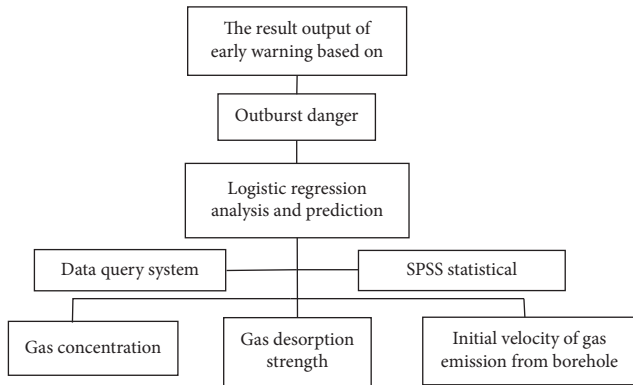 The result output of
early warning based on
Outburst danger
Logistic regression
analysis and prediction
Data query system
SPSS statistical
Gas concentration
Gas desorption
strength
Initial velocity of gas
emission from borehole